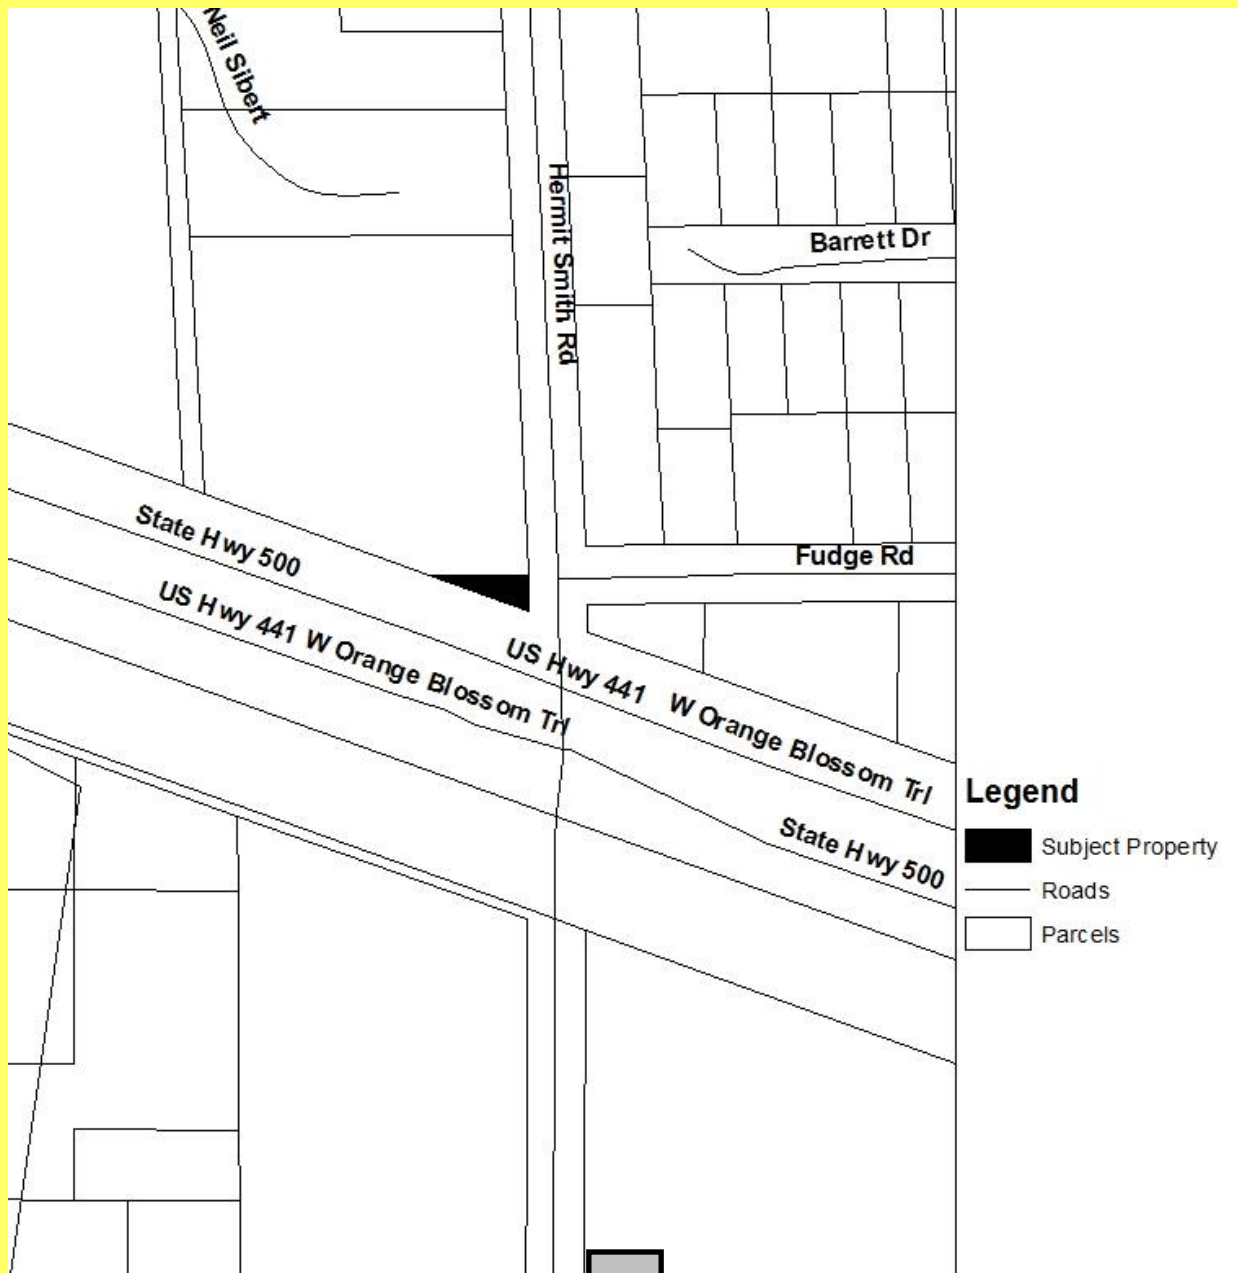 Neil Sibert
Hermit Smith Rd
Barrett Dr
State Hwy 500
Fudge Rd
US Hwy 441 W Orange Blossom Trl
US Hwy 441 W Orange Blossom Trl
State Hwy 500
Legend
Subject Property
Roads
Parcels